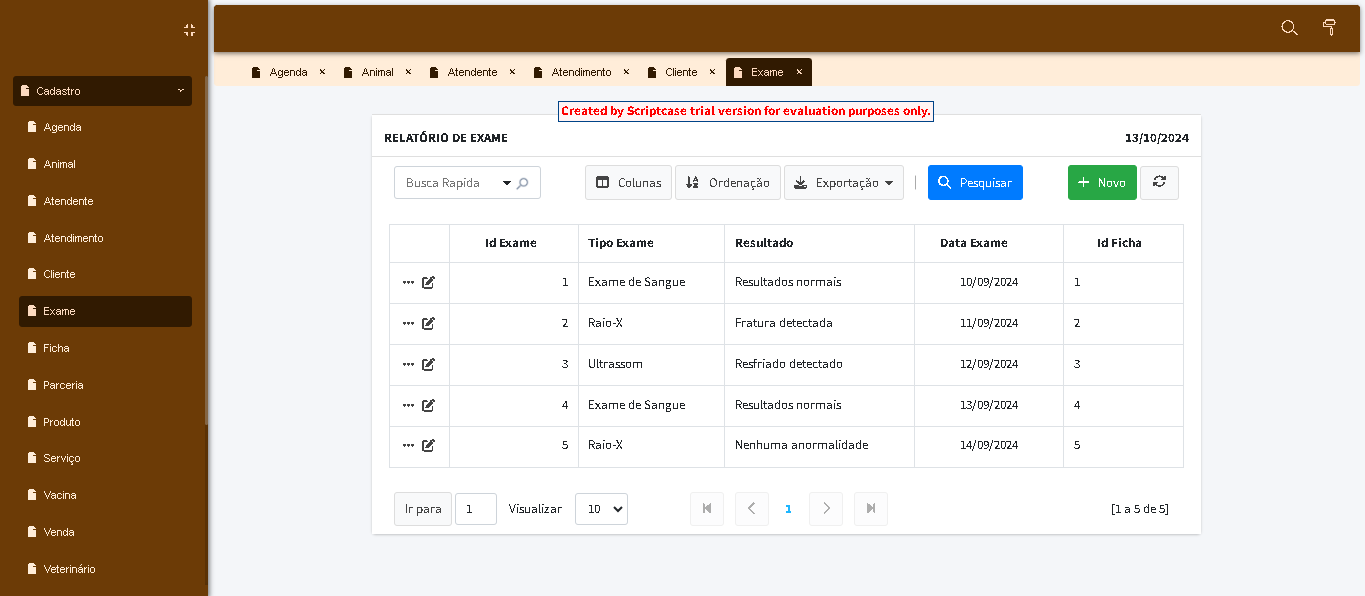 Agenda × Animal × Atendente × Atendimento × Cliente × Exame ×
Cadastro
Agenda
Animal
Atendente
Atendimento
Cliente
Exame
Ficha
Parceria
Produto
Serviço
Vacina
Venda
Veterinário
Created by Scriptcase trial version for evaluation purposes only.
RELATÓRIO DE EXAME 13/10/2024
Busca Rapida Colunas Ordenação Exportação | Pesquisar + Novo
Id Exame Tipo Exame Resultado Data Exame Id Ficha
1 Exame de Sangue Resultados normais 10/09/2024 1
2 Raio-X Fratura detectada 11/09/2024 2
3 Ultrassom Resfriado detectado 12/09/2024 3
4 Exame de Sangue Resultados normais 13/09/2024 4
5 Raio-X Nenhuma anormalidade 14/09/2024 5
Ir para 1 Visualizar 10 1 [1 a 5 de 5]